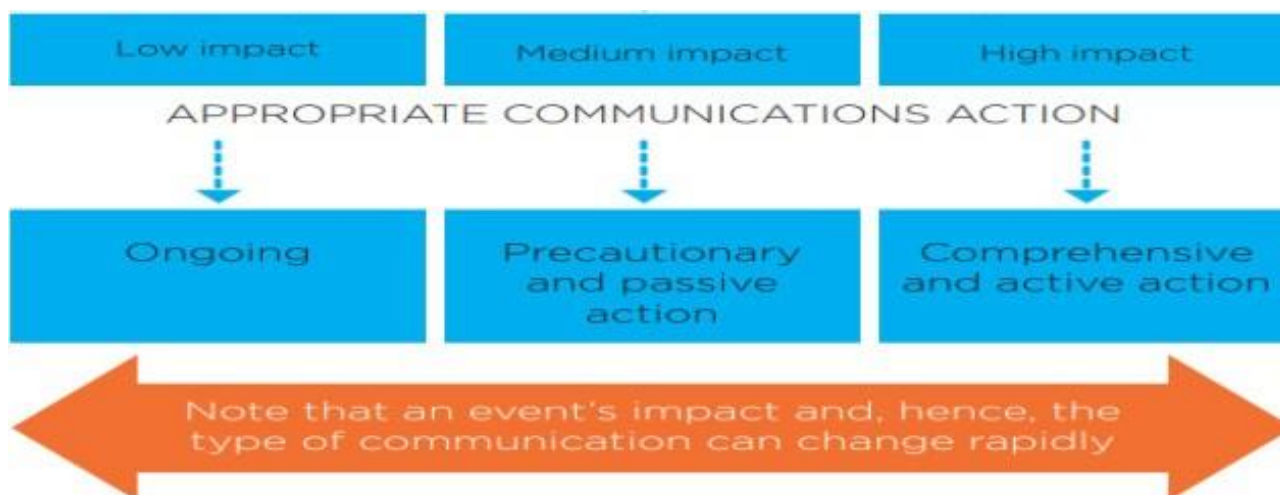 Low impact
Medium impact
High impact
APPROPRIATE COMMUNICATIONS ACTION
Ongoing
Precautionary
and passive
action
Comprehensive
and active action
Note that an event's impact and, hence, the
type of communication can change rapidly